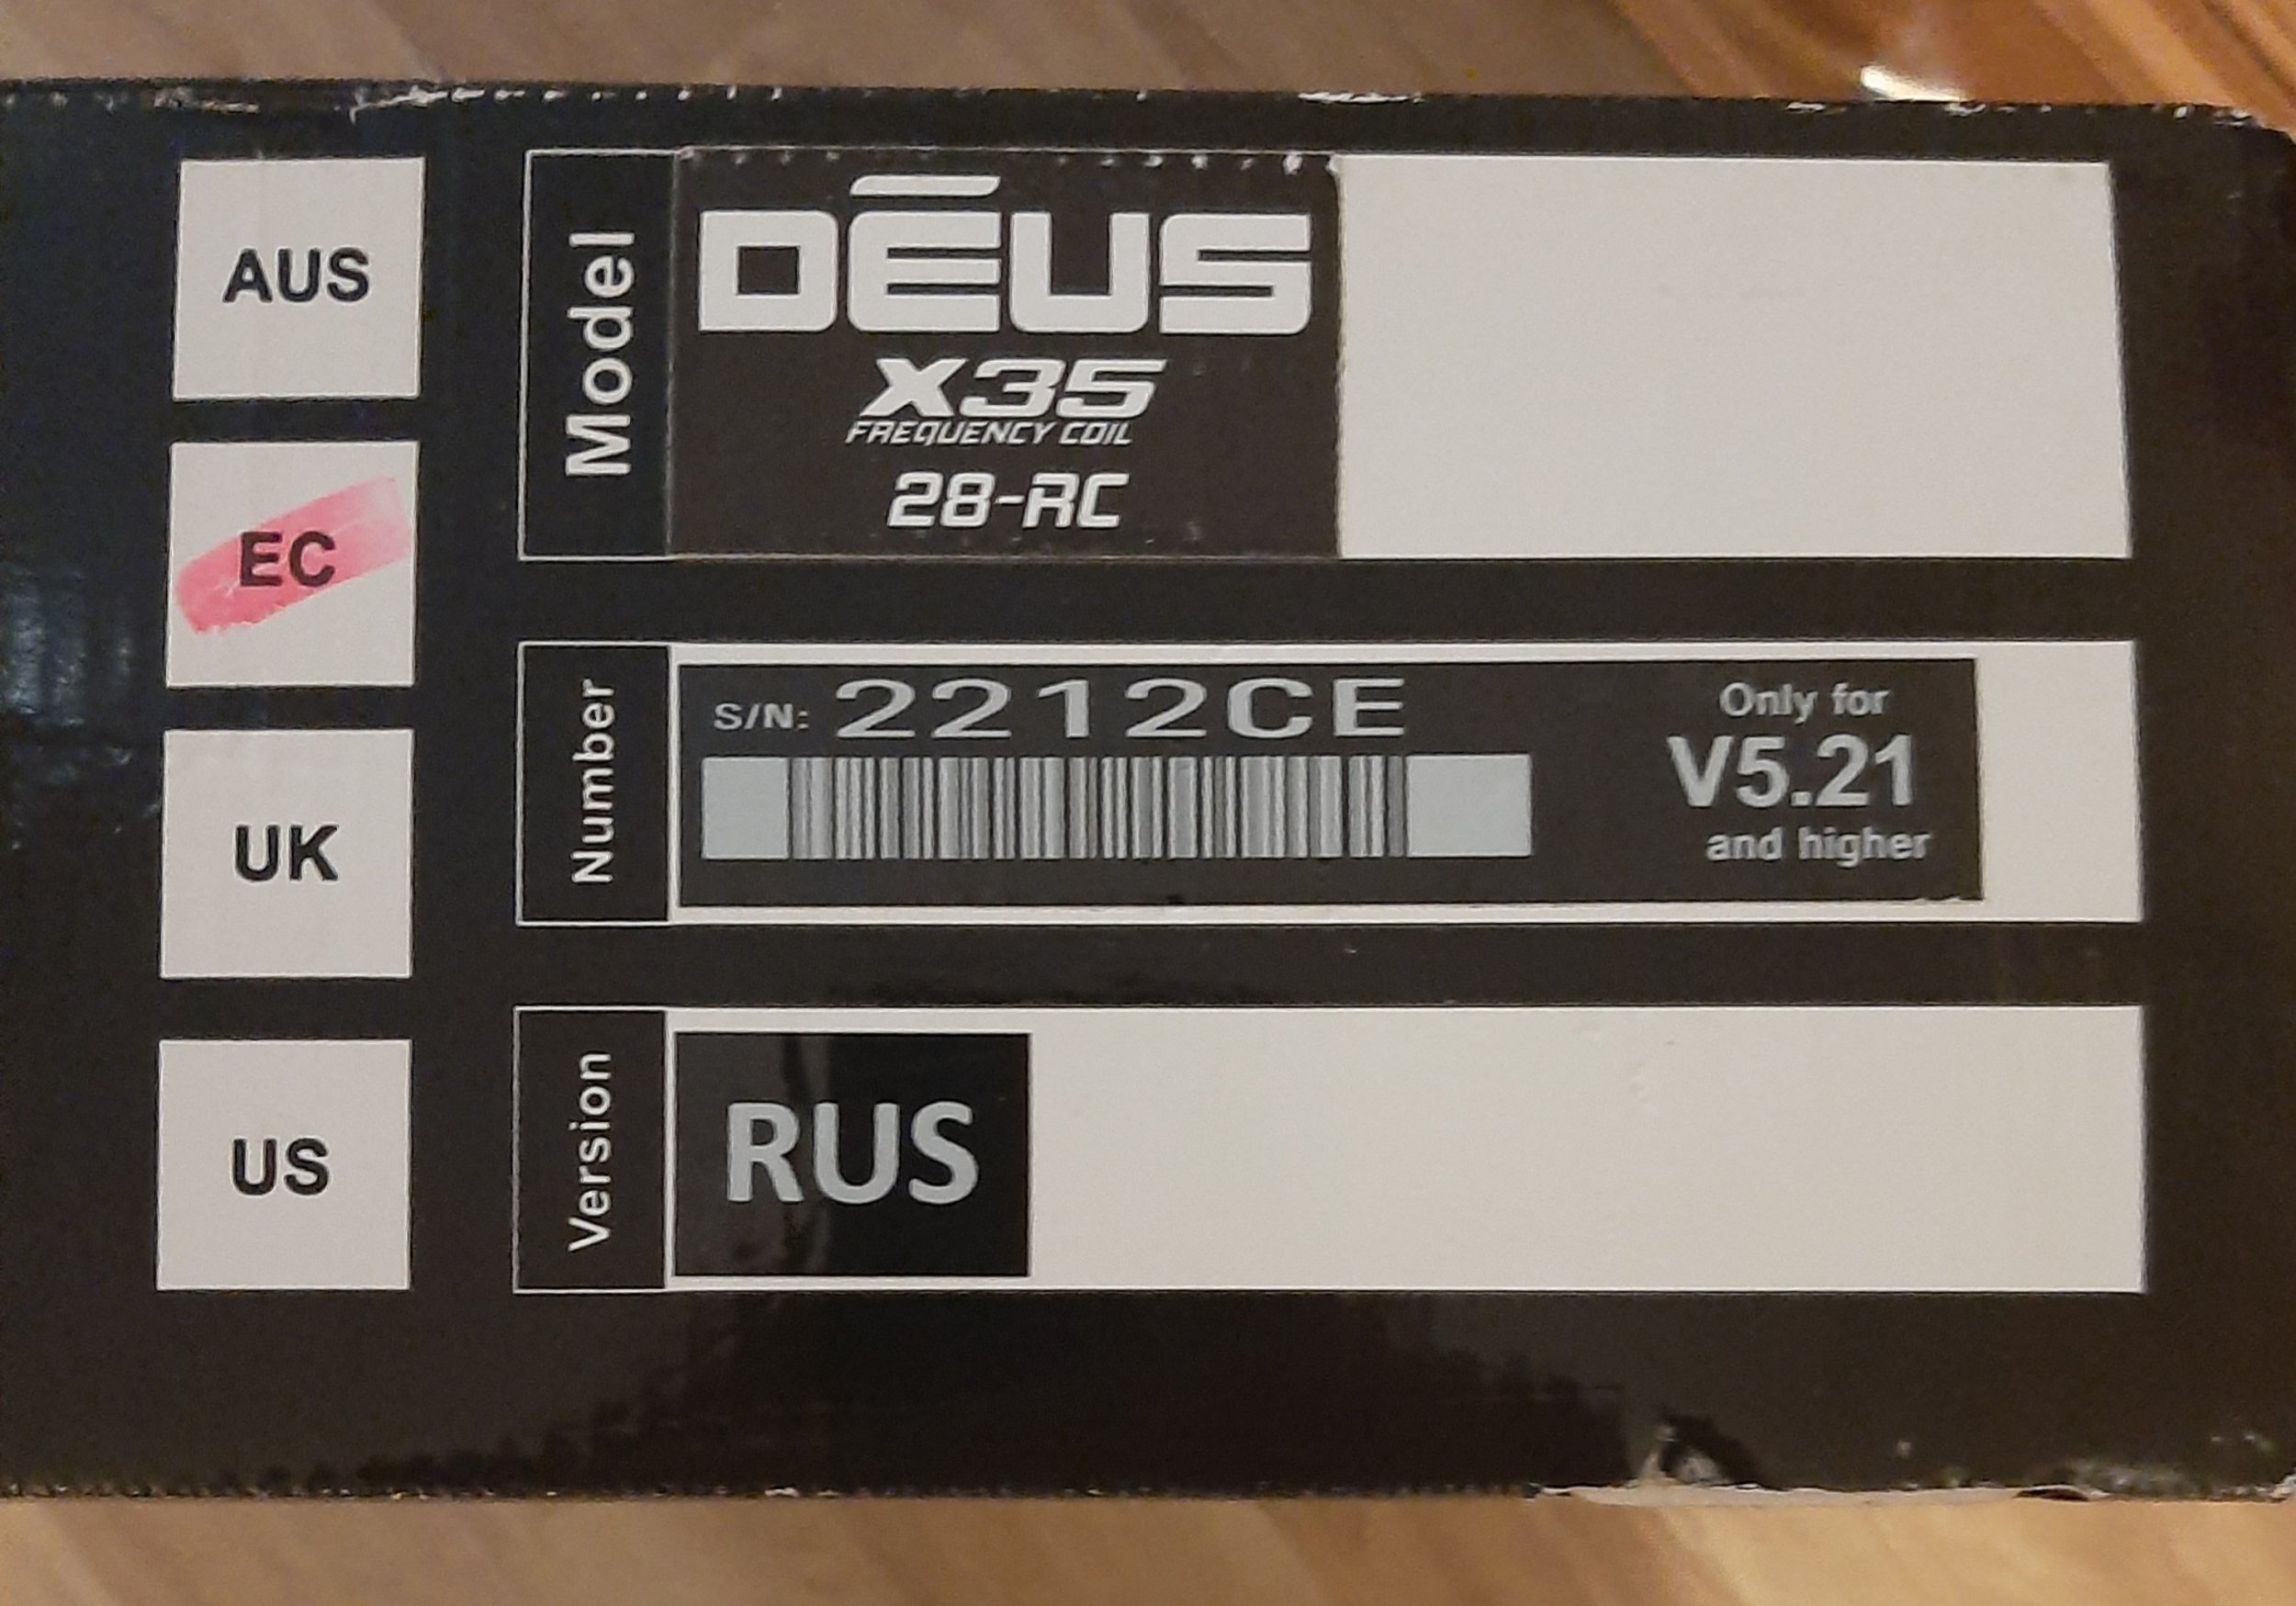 AUS
EC
UK
US
Model
DĒUS
X35
FREQUENCY COIL
28-RC
Number
S/N: 2212CE
Only for
V5.21
and higher
Version
RUS